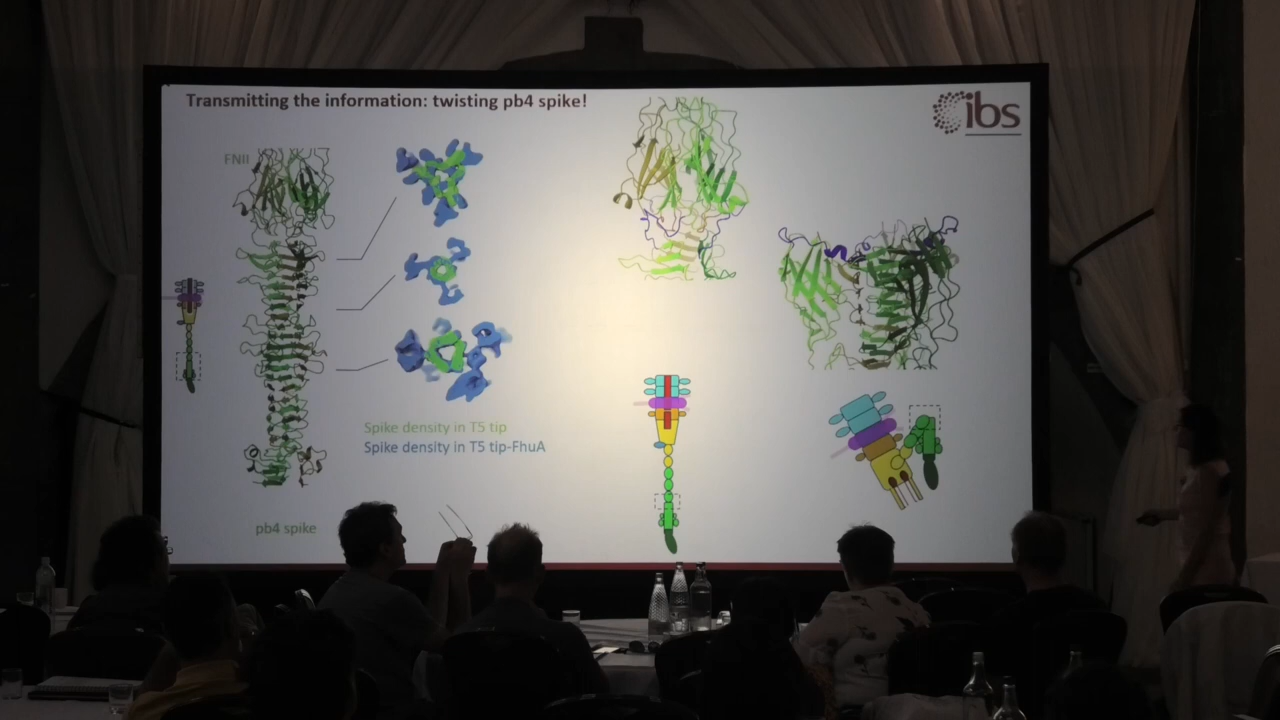 Transmitting the information: twisting pb4 spike!
ibs
FNII
Spike density in T5 tip
Spike density in T5 tip-FhuA
pb4 spike